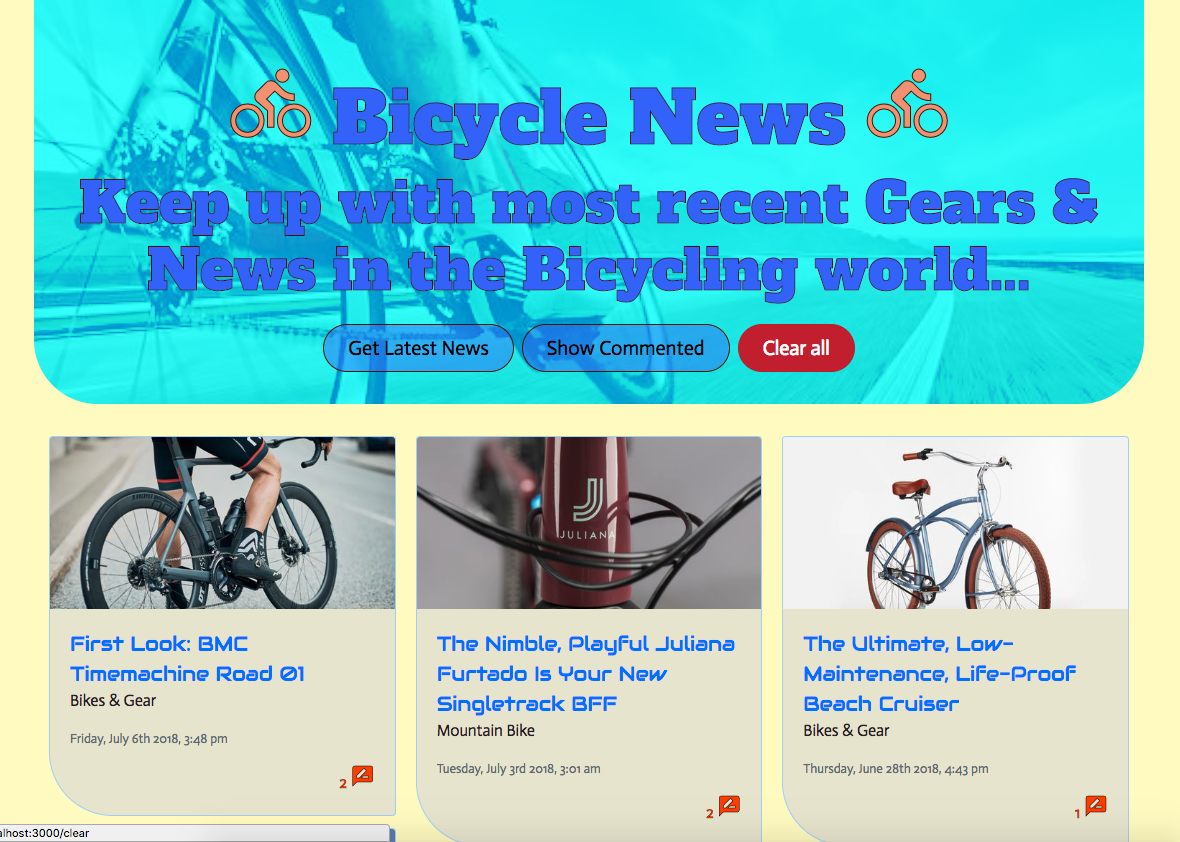 Bicycle News
Keep up with most recent Gears &
News in the Bicycling world...
Get Latest News
Show Commented
Clear all
JULIANA
First Look: BMC
Timemachine Road 01
Bikes & Gear
Friday, July 6th 2018, 3:48 pm
2
The Nimble, Playful Juliana
Furtado Is Your New
Singletrack BFF
Mountain Bike
Tuesday, July 3rd 2018, 3:01 am
2
The Ultimate, Low-
Maintenance, Life-Proof
Beach Cruiser
Bikes & Gear
Thursday, June 28th 2018, 4:43 pm
1
alhost:3000/clear